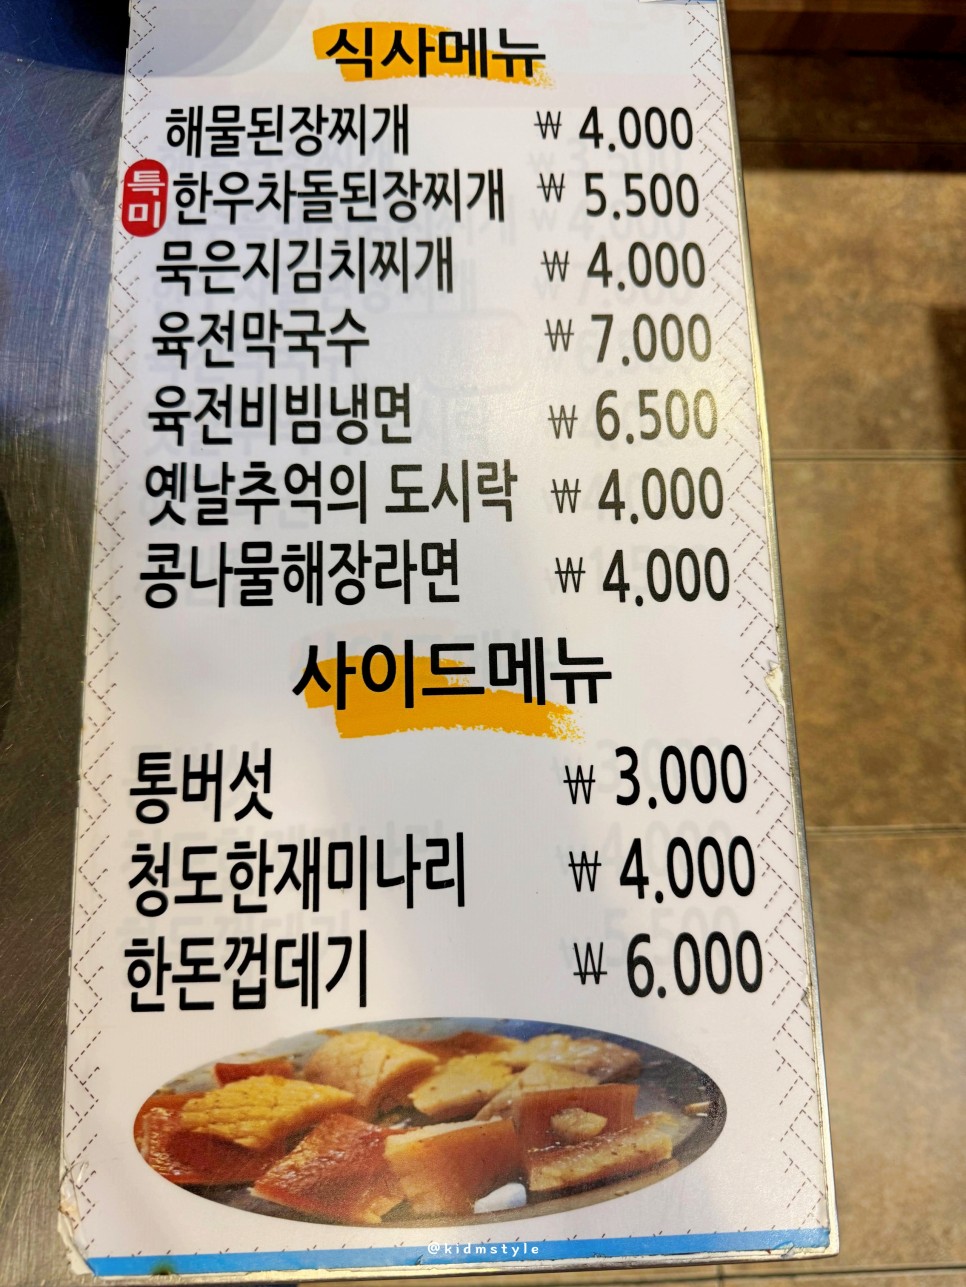 식사메뉴
해물된장찌개 ₩ 4.000
특미 한우차돌된장찌개 ₩ 5.500
묵은지김치찌개 ₩ 4.000
육전막국수 ₩ 7.000
육전비빔냉면 ₩ 6.500
옛날추억의 도시락 ₩ 4.000
콩나물해장라면 ₩ 4.000
사이드메뉴
통버섯 ₩ 3.000
청도한재미나리 ₩ 4.000
한돈껍데기 ₩ 6.000
@kidmstyle